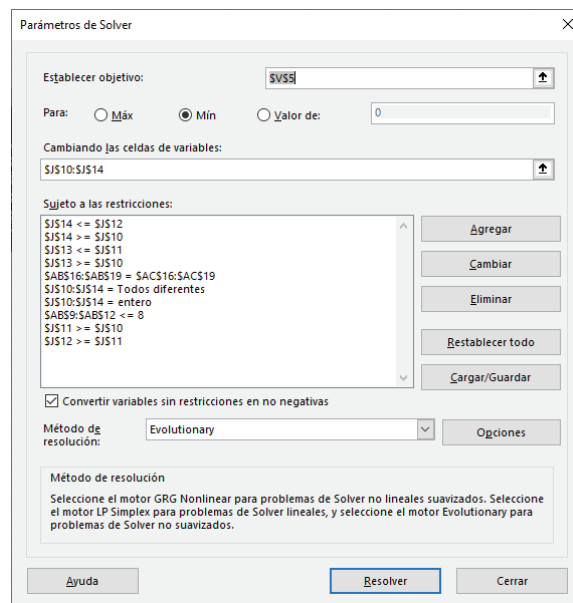 Parámetros de Solver
Establecer objetivo: $V$5
Para: Máx Mín Valor de: 0
Cambiando las celdas de variables:
$J$10:$J$14
Sujeto a las restricciones:
$J$14 <= $J$12
$J$14 >= $J$10
$J$13 <= $J$11
$J$13 >= $J$10
$AB$16:$AB$19 = $AC$16:$AC$19
$J$10:$J$14 = Todos diferentes
$J$10:$J$14 = entero
$AB$9:$AB$12 <= 8
$J$11 >= $J$10
$J$12 >= $J$11
Agregar
Cambiar
Eliminar
Restablecer todo
Cargar/Guardar
Convertir variables sin restricciones en no negativas
Método de
resolución:
Evolutionary
Opciones
Método de resolución
Seleccione el motor GRG Nonlinear para problemas de Solver no lineales suavizados. Seleccione
el motor LP Simplex para problemas de Solver lineales, y seleccione el motor Evolutionary para
problemas de Solver no suavizados.
Ayuda Resolver Cerrar